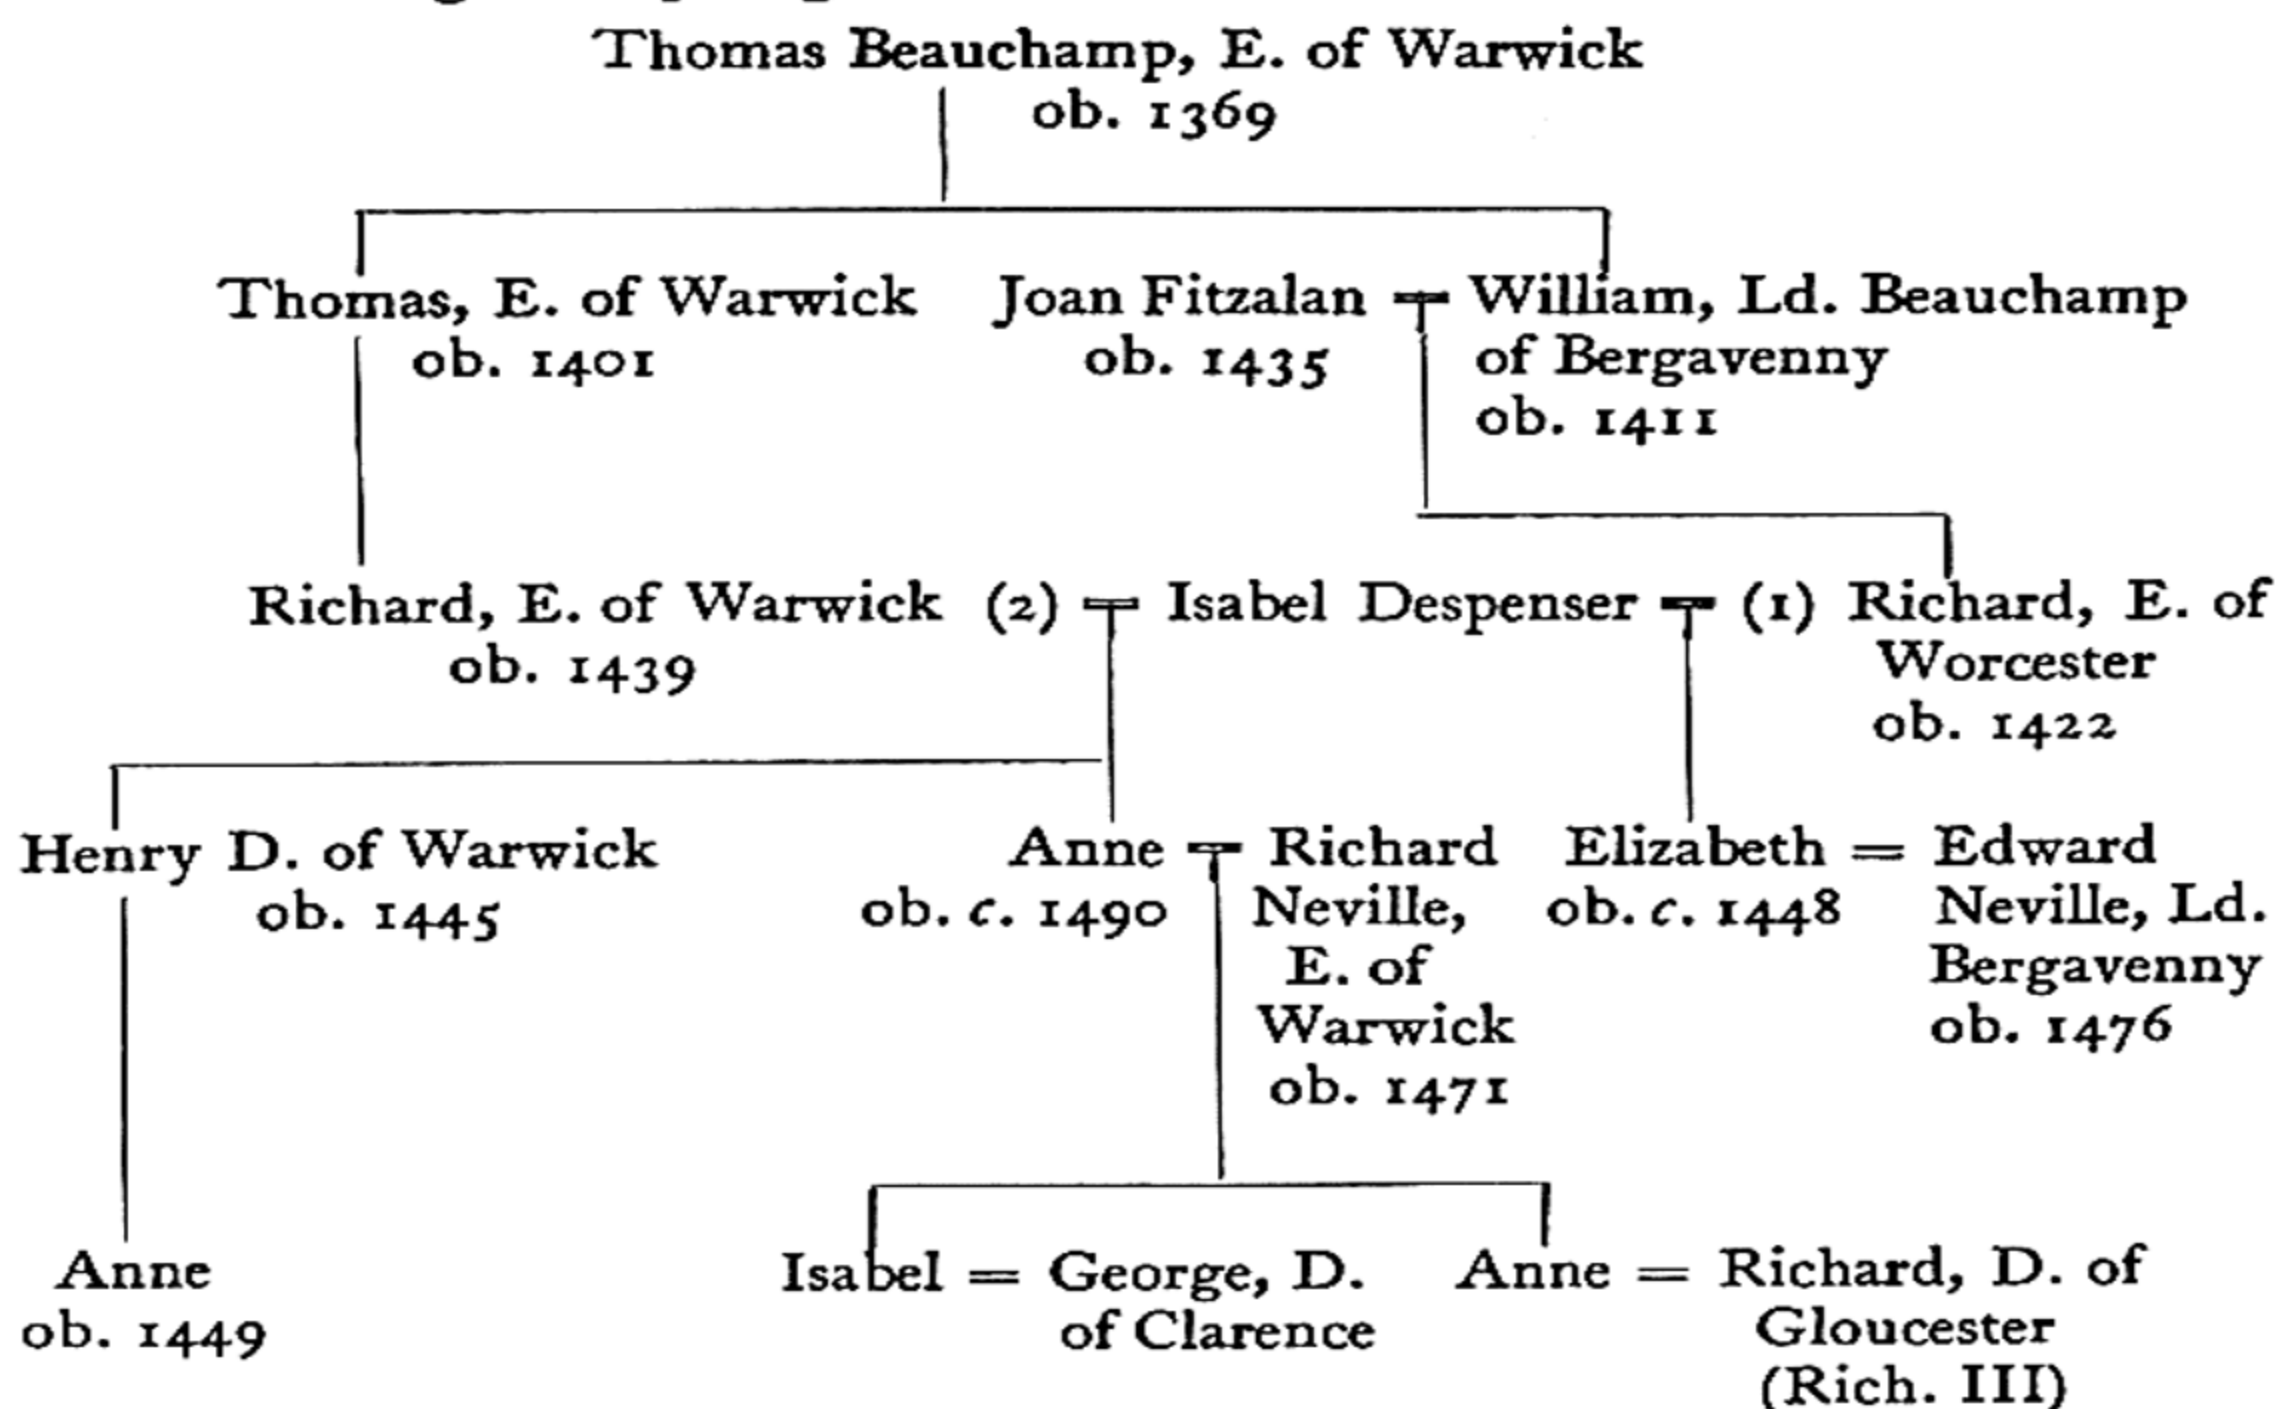 Thomas Beauchamp, E. of Warwick
ob. 1369
Thomas, E. of Warwick
ob. 1401
Joan Fitzalan
ob. 1435
William, Ld. Beauchamp
of Bergavenny
ob. 1411
Richard, E. of Warwick (2)
ob. 1439
Isabel Despenser
(1) Richard, E. of
Worcester
ob. 1422
Henry D. of Warwick
ob. 1445
Anne
ob. c. 1490
Richard
Neville,
E. of
Warwick
ob. 1471
Elizabeth = Edward
ob. c. 1448
Neville, Ld.
Bergavenny
ob. 1476
Anne
ob. 1449
Isabel = George, D.
of Clarence
Anne = Richard, D. of
Gloucester
(Rich. III)